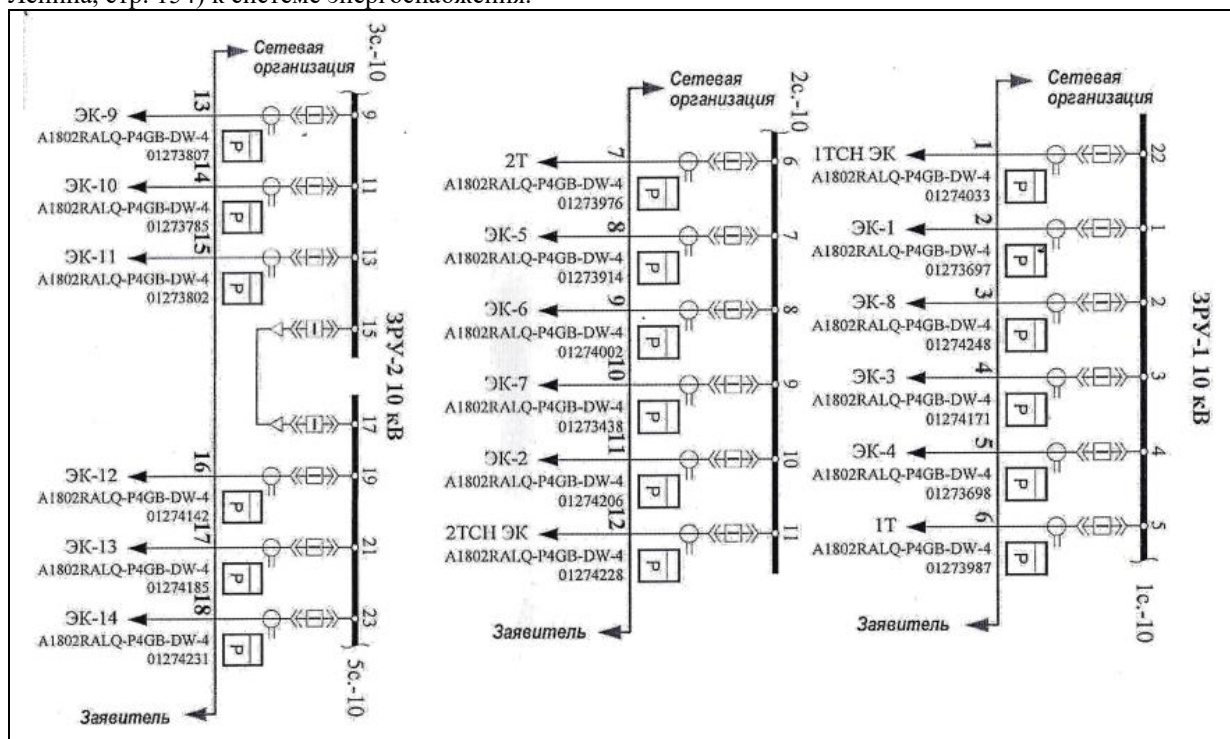 Ленина, стр. 154) к системе энергоснабжения.
3с.-10
Сетевая
организация
13
9
ЭК-9
A1802RALQ-P4GB-DW-4
01273807
P
14
11
ЭК-10
A1802RALQ-P4GB-DW-4
01273785
P
15
13
ЭК-11
A1802RALQ-P4GB-DW-4
01273802
P
15
ЗРУ-2 10 кВ
17
16
19
ЭК-12
A1802RALQ-P4GB-DW-4
01274142
P
17
21
ЭК-13
A1802RALQ-P4GB-DW-4
01274185
P
18
23
ЭК-14
A1802RALQ-P4GB-DW-4
01274231
P
5с.-10
Заявитель
2с.-10
Сетевая
организация
7
6
2Т
A1802RALQ-P4GB-DW-4
01273976
P
8
7
ЭК-5
A1802RALQ-P4GB-DW-4
01273914
P
9
8
ЭК-6
A1802RALQ-P4GB-DW-4
01274002
P
10
9
ЭК-7
A1802RALQ-P4GB-DW-4
01273438
P
11
10
ЭК-2
A1802RALQ-P4GB-DW-4
01274206
P
12
11
2ТСН ЭК
A1802RALQ-P4GB-DW-4
01274228
P
Заявитель
Сетевая
организация
1
22
1ТСН ЭК
A1802RALQ-P4GB-DW-4
01274033
P
2
1
ЭК-1
A1802RALQ-P4GB-DW-4
01273697
P
3
2
ЭК-8
A1802RALQ-P4GB-DW-4
01274248
P
ЗРУ-1 10 кВ
4
3
ЭК-3
A1802RALQ-P4GB-DW-4
01274171
P
5
4
ЭК-4
A1802RALQ-P4GB-DW-4
01273698
P
6
5
1Т
A1802RALQ-P4GB-DW-4
01273987
P
1с.-10
Заявитель